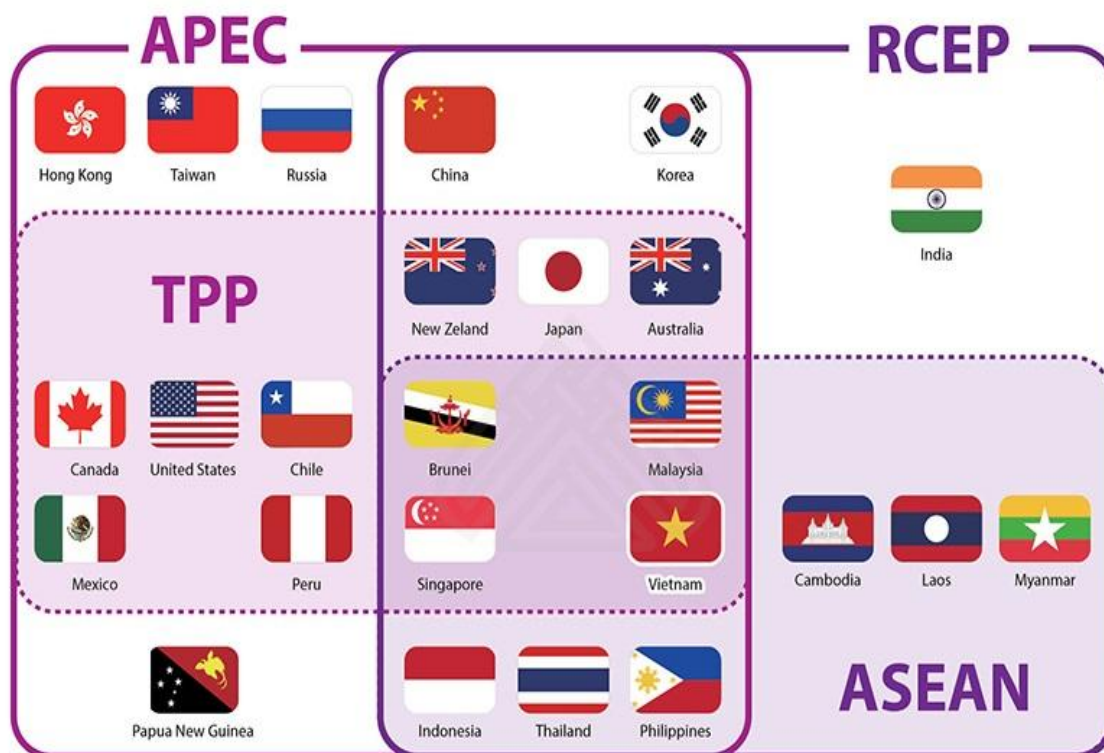 APEC
RCEP
Hong Kong
Taiwan
Russia
China
Korea
India
TPP
New Zeland
Japan
Australia
Canada
United States
Chile
Brunei
Malaysia
Mexico
Peru
Singapore
Vietnam
Cambodia
Laos
Myanmar
Papua New Guinea
Indonesia
Thailand
Philippines
ASEAN